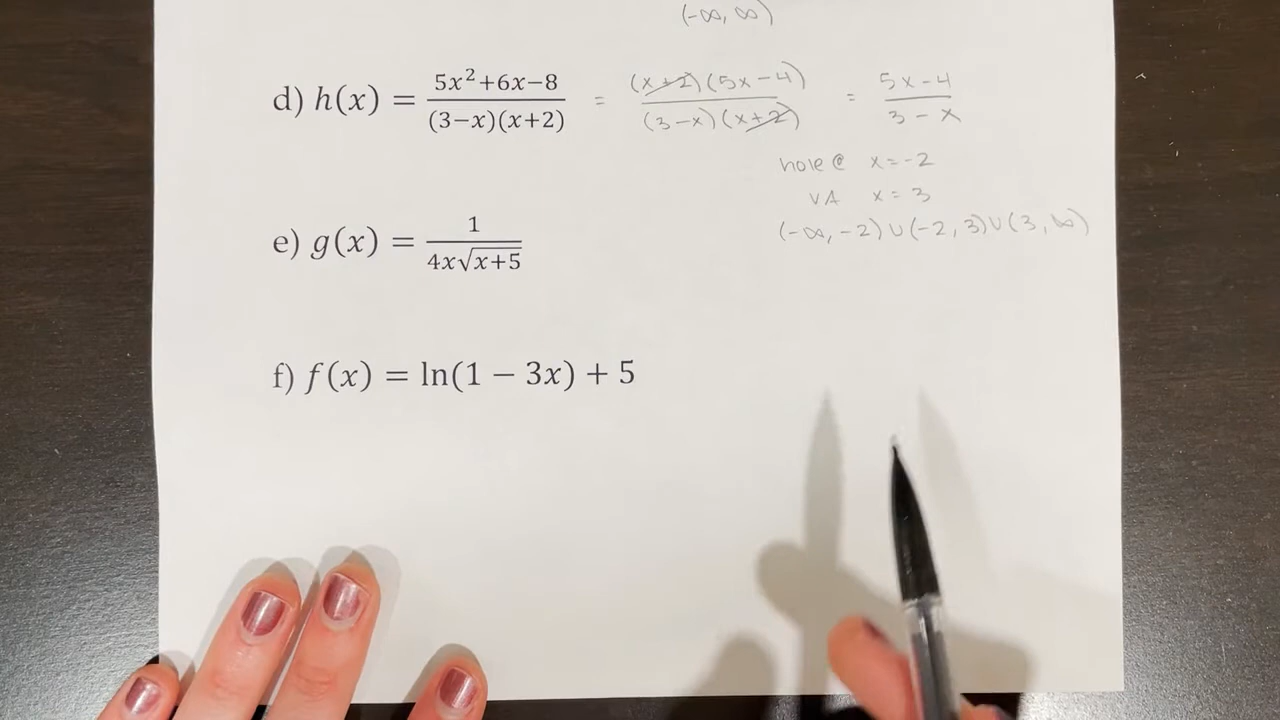 (-∞, ∞)
d) h(x) = (5x²+6x−8)/((3−x)(x+2)) = ((x+2)(5x-4))/((3-x)(x+2)) = (5x-4)/(3-x)
hole @ x=-2
VA x=3
(-∞,-2)∪(-2,3)∪(3,∞)
e) g(x) = 1/(4x√(x+5))
f) f(x) = ln(1 − 3x) + 5